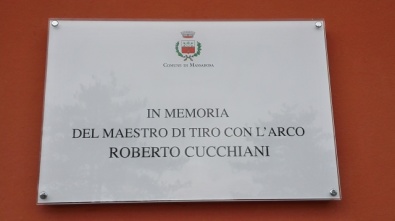 IN MEMORIA
DEL MAESTRO DI TIRO CON L'ARCO
ROBERTO CUCCHIANI